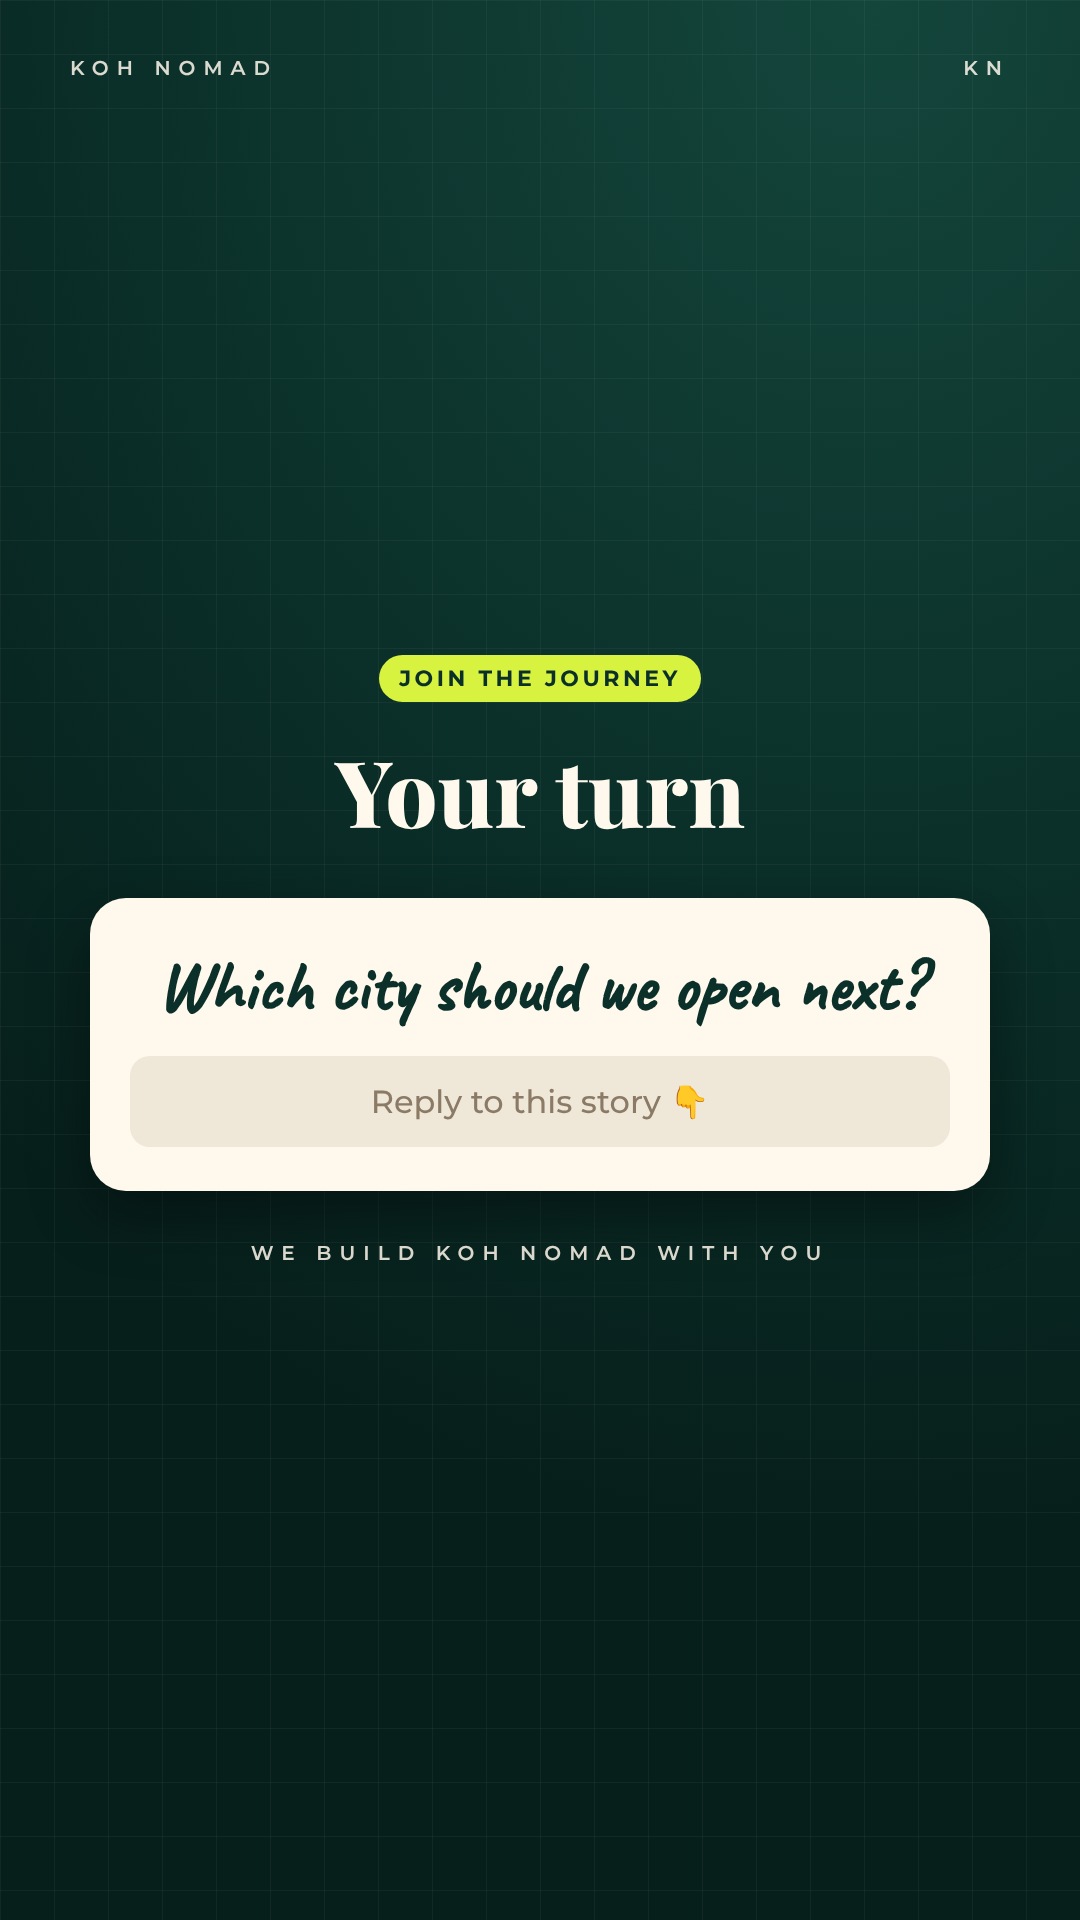 KOH NOMAD
KN
JOIN THE JOURNEY
Your turn
Which city should we open next?
Reply to this story 👇
WE BUILD KOH NOMAD WITH YOU